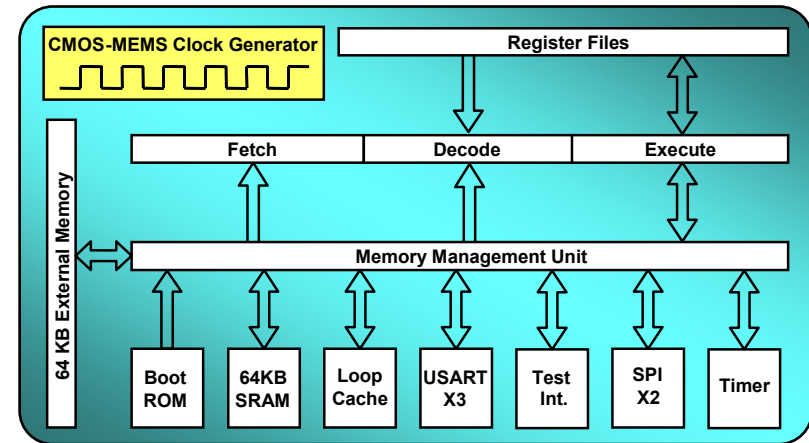 CMOS-MEMS Clock Generator
Register Files
64 KB External Memory
Fetch
Decode
Execute
Memory Management Unit
Boot
ROM
64KB
SRAM
Loop
Cache
USART
X3
Test
Int.
SPI
X2
Timer